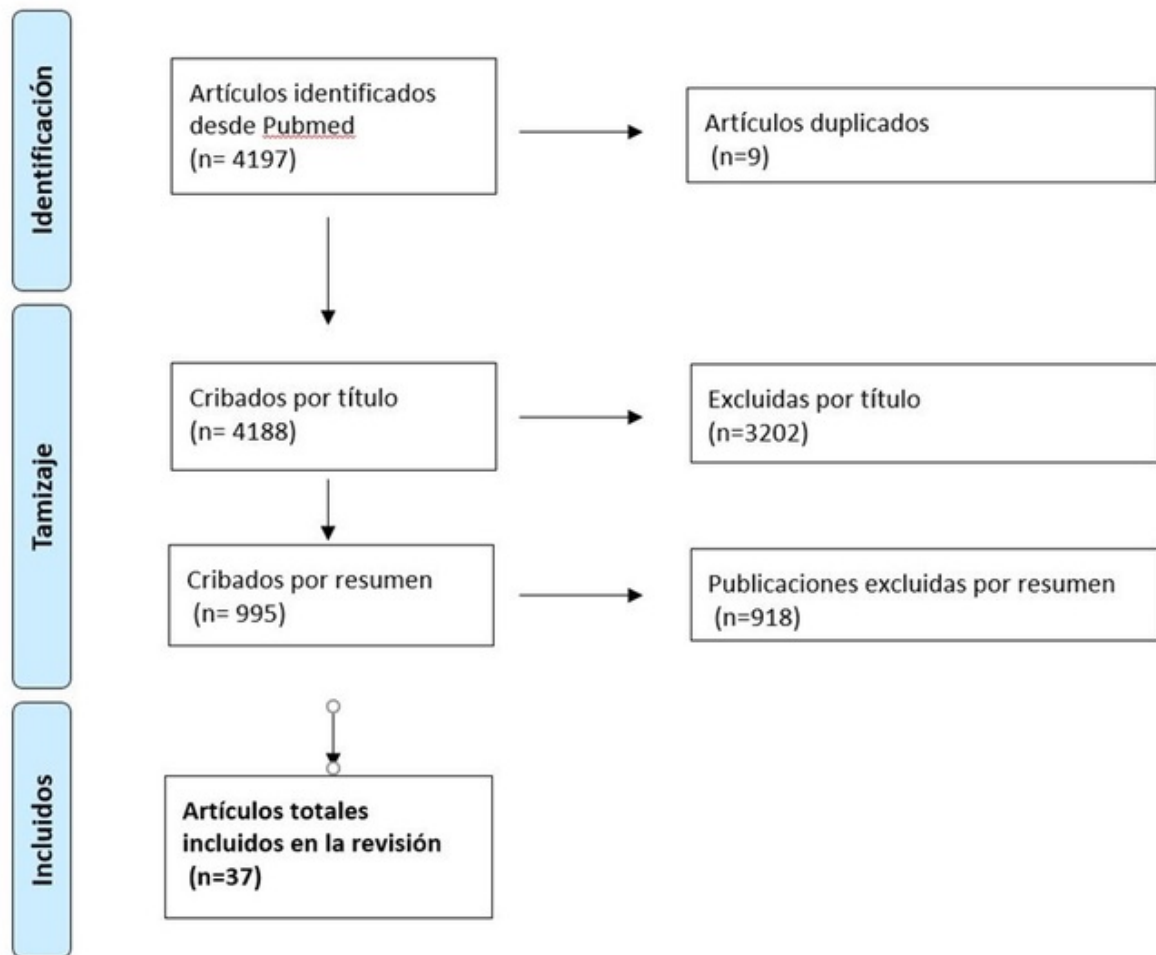 Identificación
Artículos identificados
desde Pubmed
(n= 4197)
Artículos duplicados
(n=9)
Tamizaje
Cribados por título
(n= 4188)
Excluidas por título
(n=3202)
Cribados por resumen
(n= 995)
Publicaciones excluidas por resumen
(n=918)
Incluidos
Artículos totales
incluidos en la revisión
(n=37)